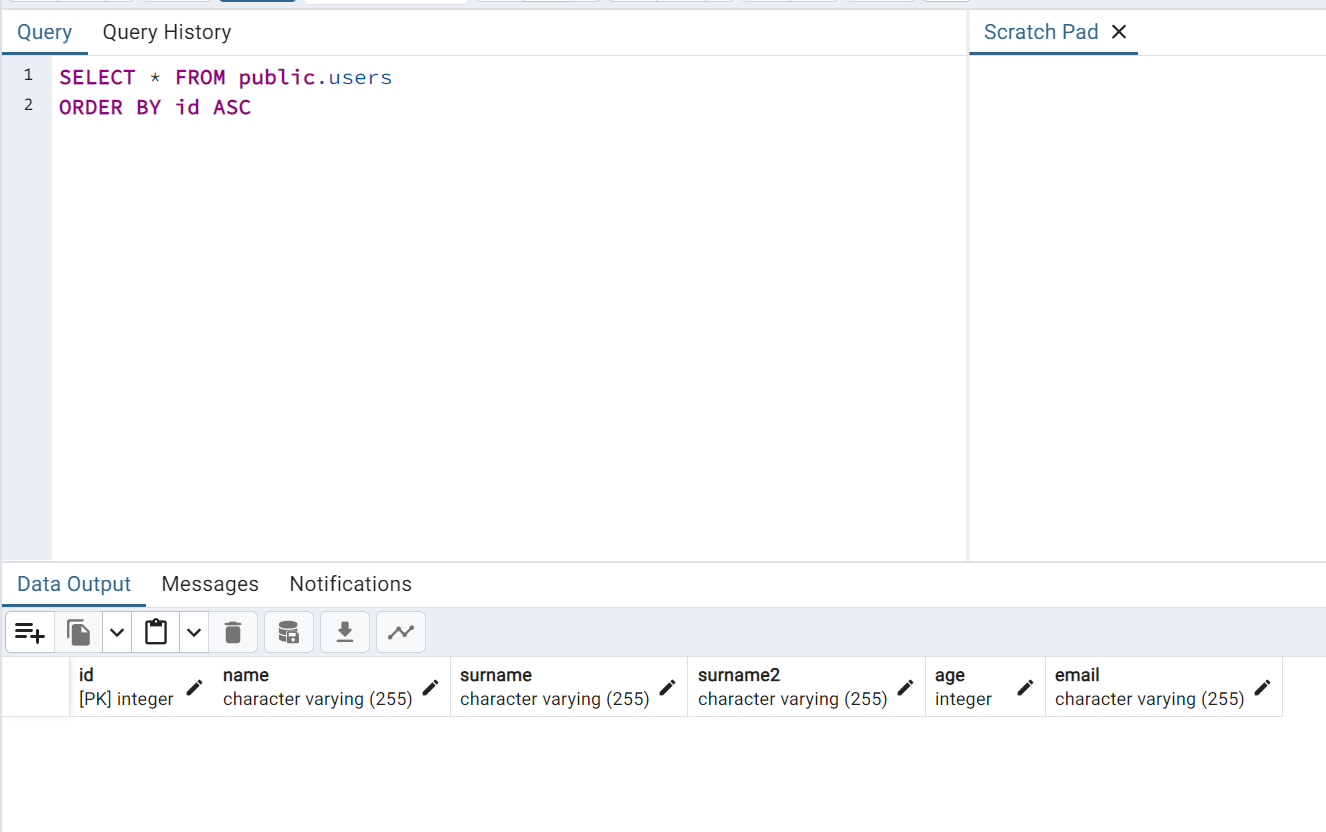 Query Query History Scratch Pad
1 SELECT * FROM public.users
2 ORDER BY id ASC
Data Output Messages Notifications
id name surname surname2 age email
[PK] integer character varying (255) character varying (255) character varying (255) integer character varying (255)